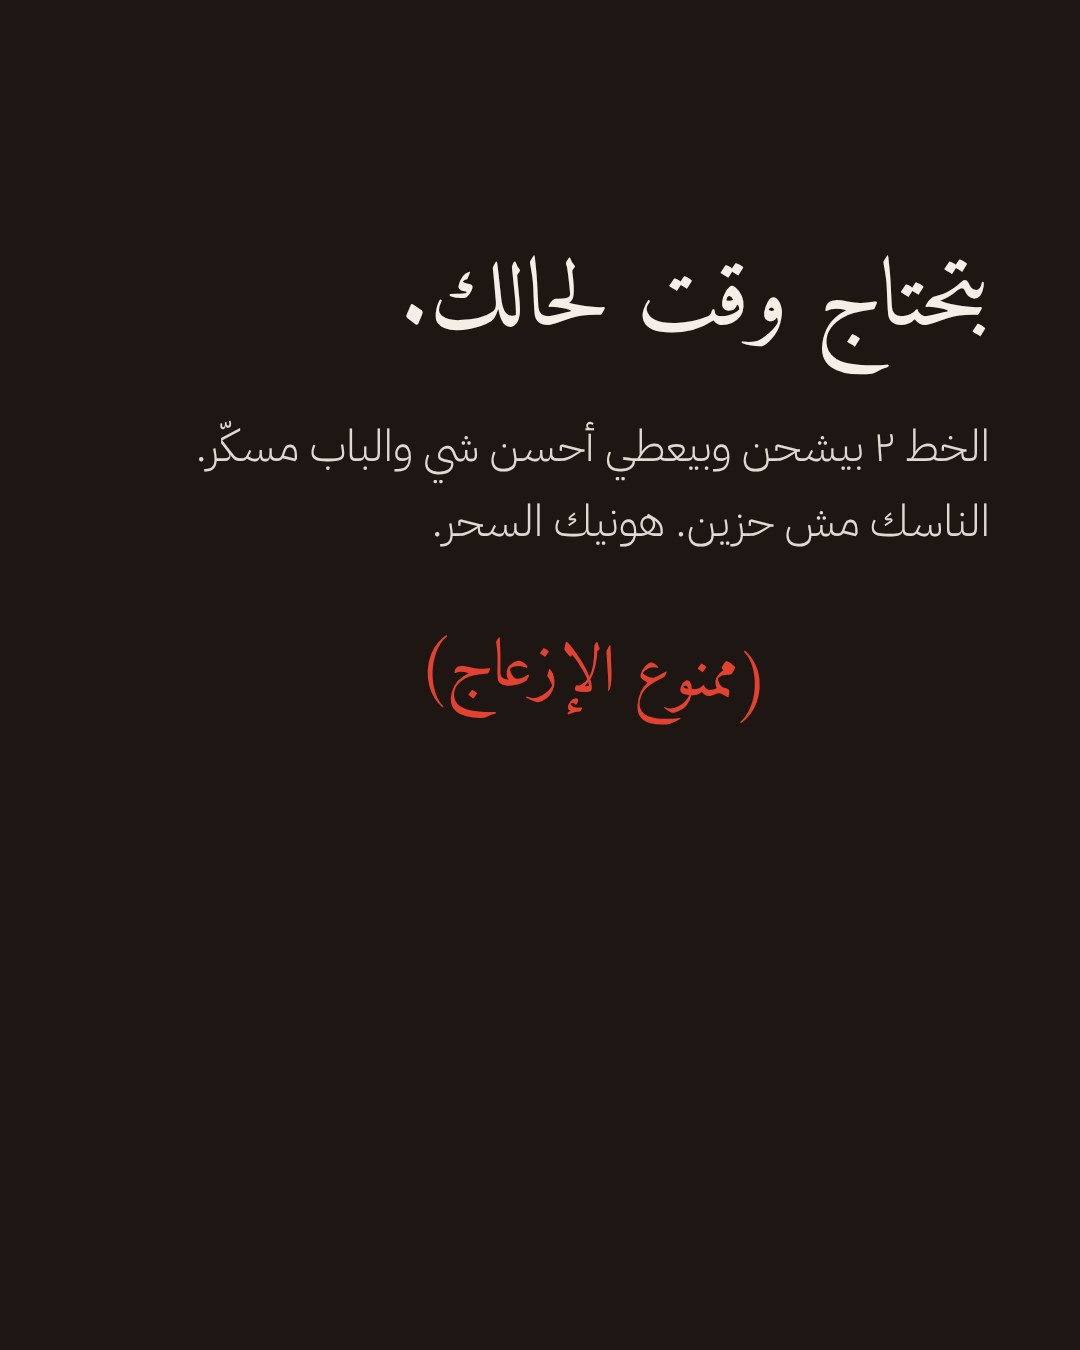 بتحتاج وقت لحالك.
الخط ٢ بيشحن وبيعطي أحسن شي والباب مسكّر.
الناسك مش حزين. هونيك السحر.
(ممنوع الإزعاج)